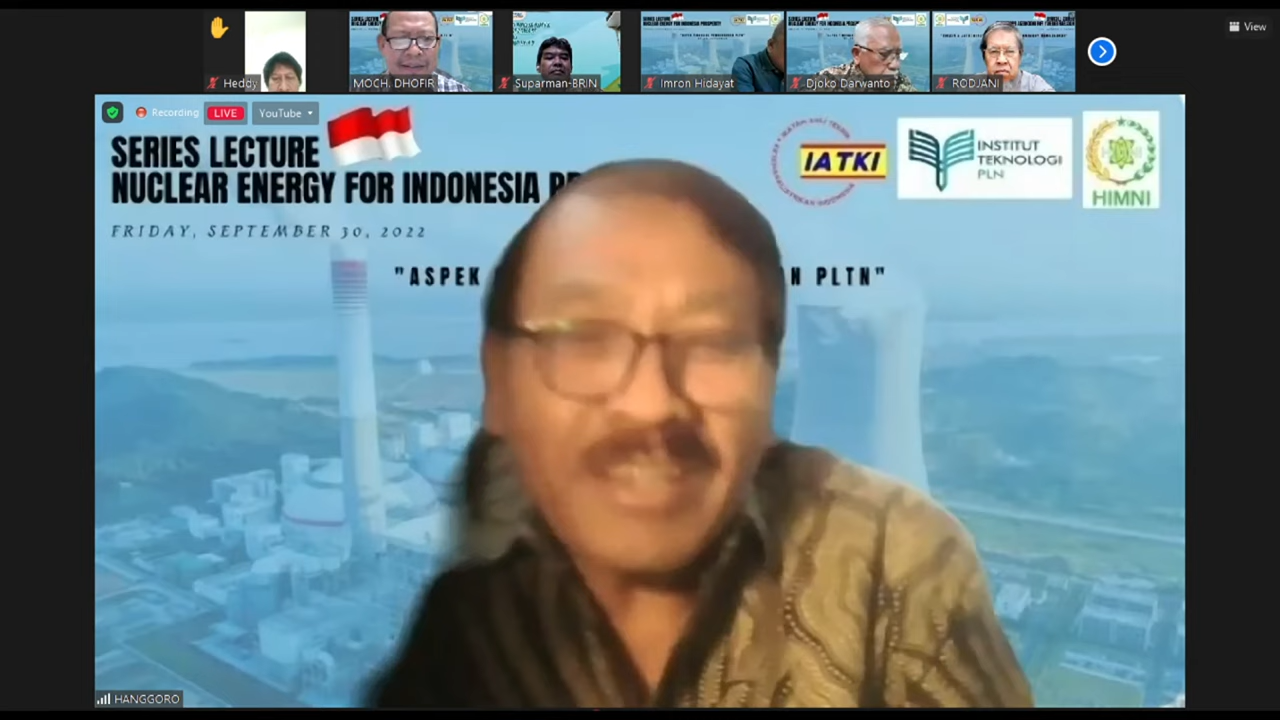 View
Heddy
MOCH. DHOFIR
Suparman-BRIN
Imron Hidayat
Djoko Darwanto
RODJANI
Recording
LIVE
YouTube
SERIES LECTURE
NUCLEAR ENERGY FOR INDONESIA
FRIDAY, SEPTEMBER 30, 2022
"ASPEK
PLTN"
IATKI
INSTITUT
TEKNOLOGI
PLN
HIMNI
HANGGORO